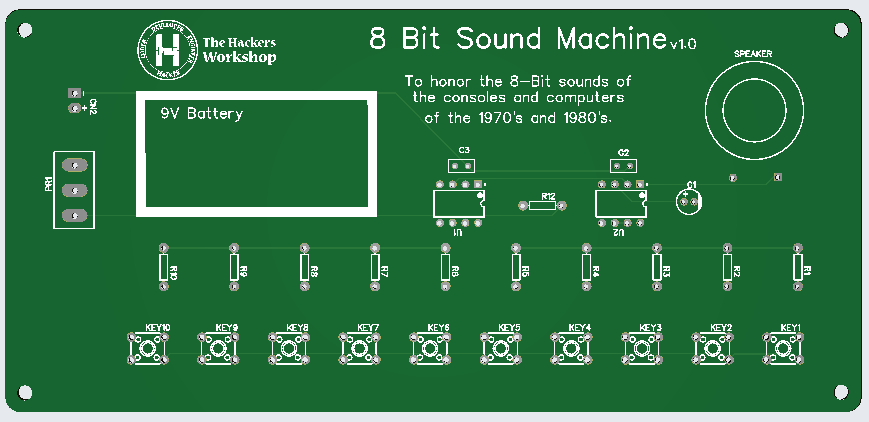 8 Bit Sound Machine v1.0
The Hackers
Workshop
SPEAKER
To honor the 8-Bit sounds of
the consoles and computers
of the 1970's and 1980's.
CN2
9V Battery
C3
C2
C1
R12
U1
U2
R10
R9
R8
R7
R6
R5
R4
R3
R2
R1
KEY10
KEY9
KEY8
KEY7
KEY6
KEY5
KEY4
KEY3
KEY2
KEY1